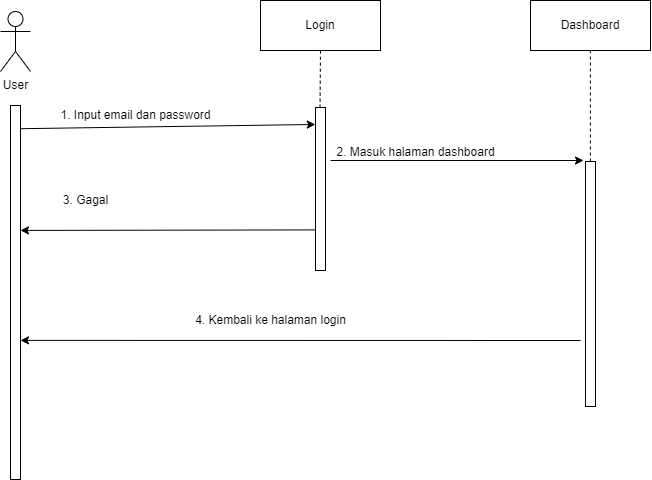 Login
Dashboard
User
1. Input email dan password
2. Masuk halaman dashboard
3. Gagal
4. Kembali ke halaman login